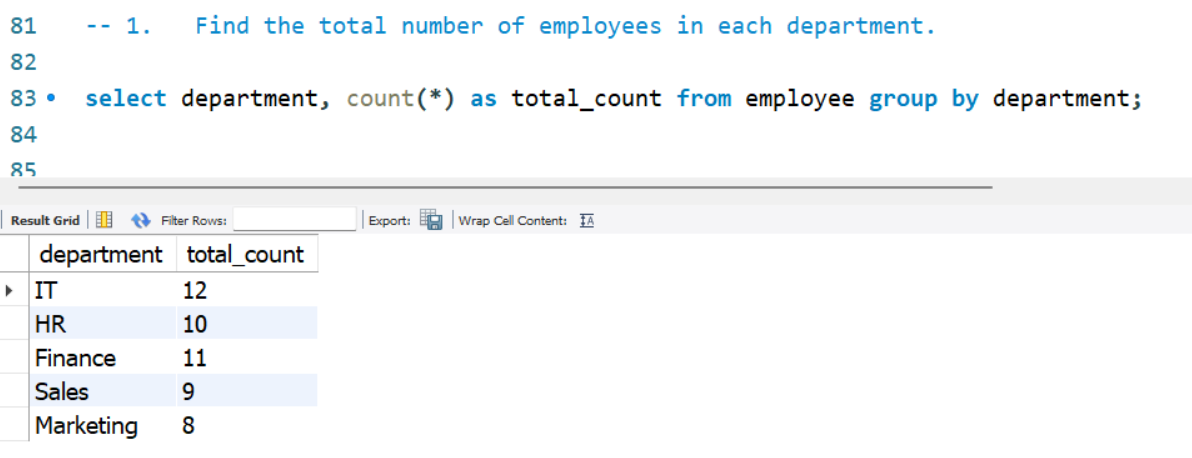 81 -- 1. Find the total number of employees in each department.
82
83 select department, count(*) as total_count from employee group by department;
84
85
Result Grid Filter Rows: Export: Wrap Cell Content: IA
department total_count
IT 12
HR 10
Finance 11
Sales 9
Marketing 8